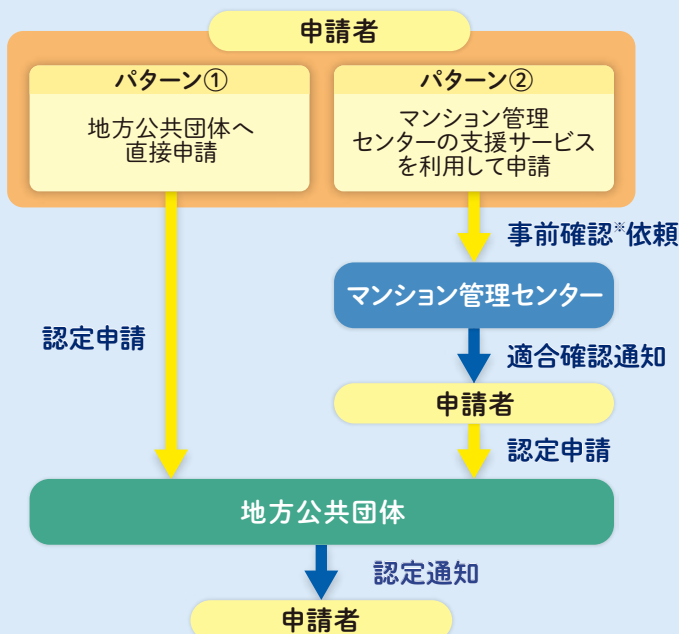 申請者
パターン①
地方公共団体へ
直接申請
パターン②
マンション管理
センターの支援サービス
を利用して申請
事前確認※依頼
マンション管理センター
認定申請
適合確認通知
申請者
認定申請
地方公共団体
認定通知
申請者